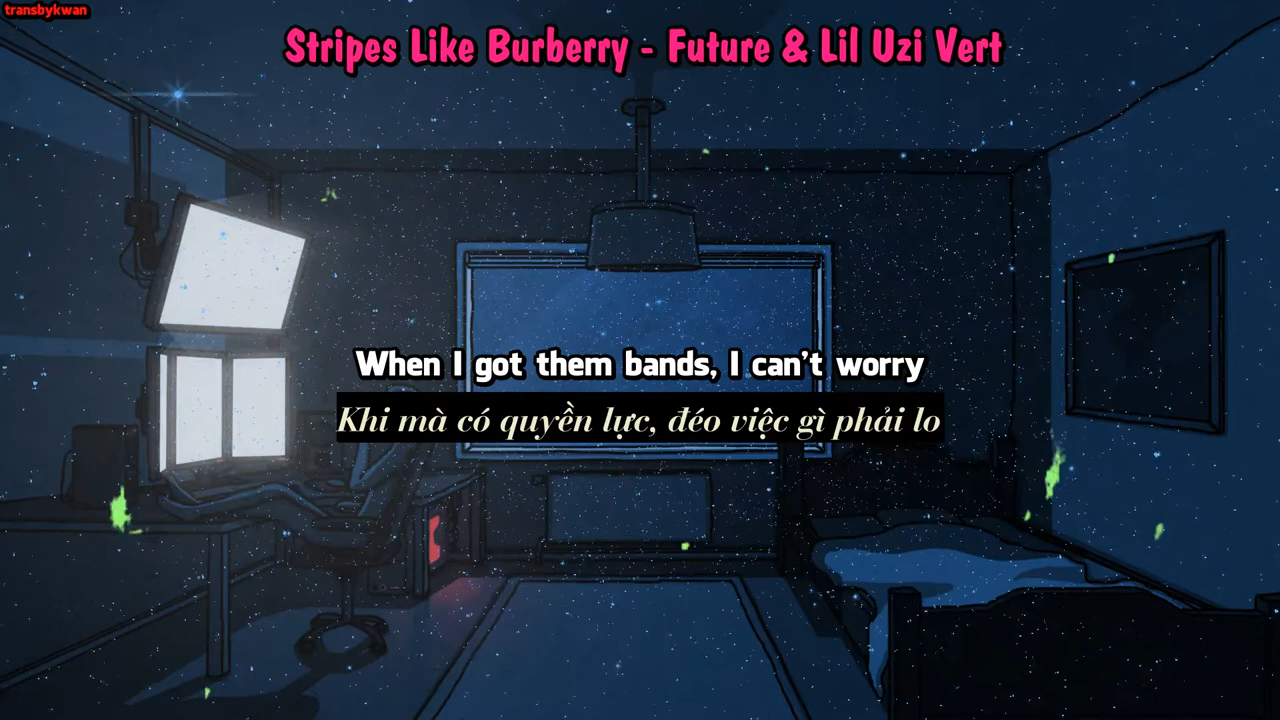 transbykwan
Stripes Like Burberry - Future & Lil Uzi Vert
When I got them bands, I can't worry
Khi mà có quyền lực, đéo việc gì phải lo